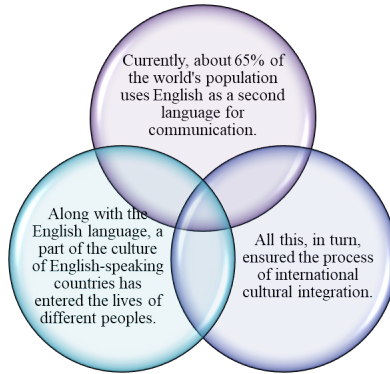 Currently, about 65% of
the world's population
uses English as a second
language for
communication.
Along with the
English language, a
part of the culture
of English-speaking
countries has
entered the lives of
different peoples.
All this, in turn,
ensured the process
of international
cultural integration.